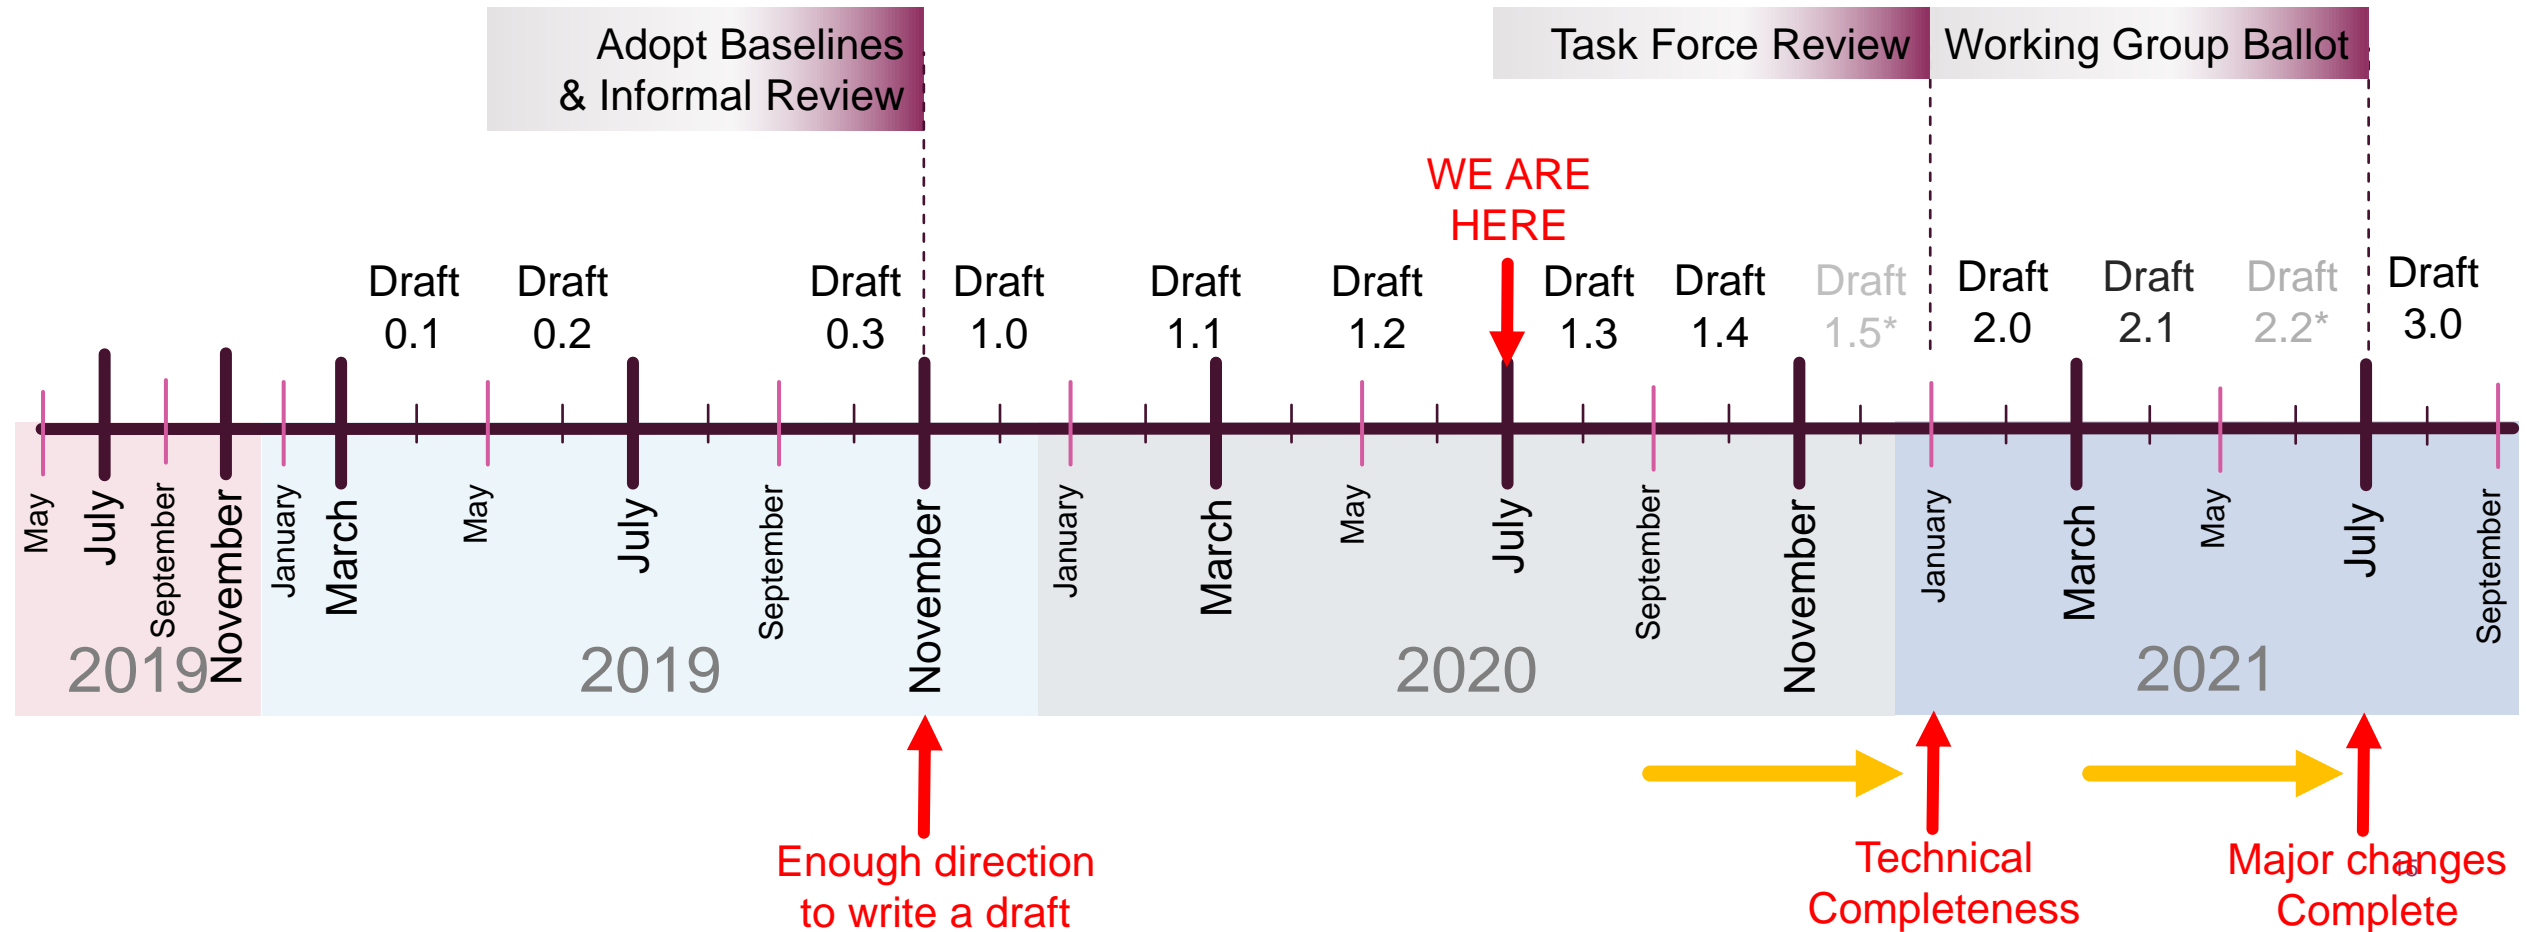 Adopt Baselines
& Informal Review
Task Force Review
Working Group Ballot
WE ARE
HERE
Draft
0.1
Draft
0.2
Draft
0.3
Draft
1.0
Draft
1.1
Draft
1.2
Draft
1.3
Draft
1.4
Draft
1.5*
Draft
2.0
Draft
2.1
Draft
2.2*
Draft
3.0
May
July
September
November
January
March
May
July
September
November
January
March
May
July
September
November
January
March
May
July
September
2019
2019
2020
2021
Enough direction
to write a draft
Technical
Completeness
Major changes
Complete